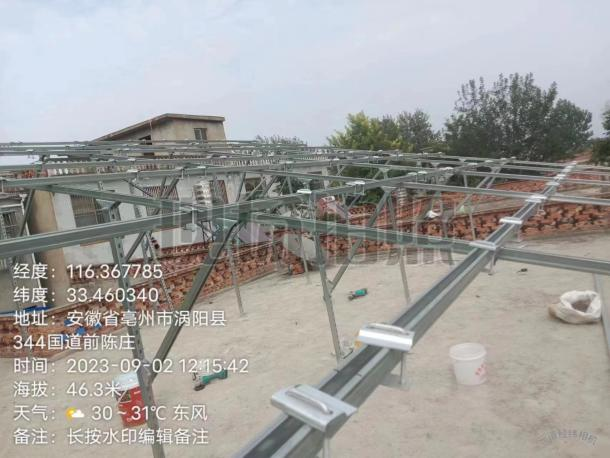 经度：116.367785
纬度：33.460340
地址：安徽省亳州市涡阳县
344国道前陈庄
时间：2023-09-02 12:15:42
海拔：46.3米
天气： 30～31℃ 东风
备注：长按水印编辑备注